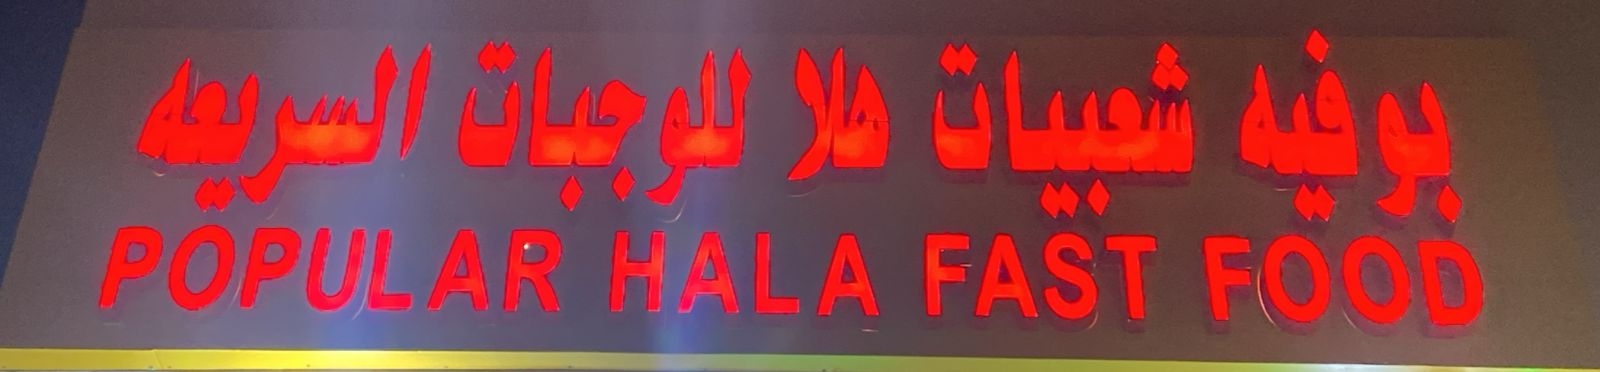 بوفيه شعبيات هلا للوجبات السريعه
POPULAR HALA FAST FOOD